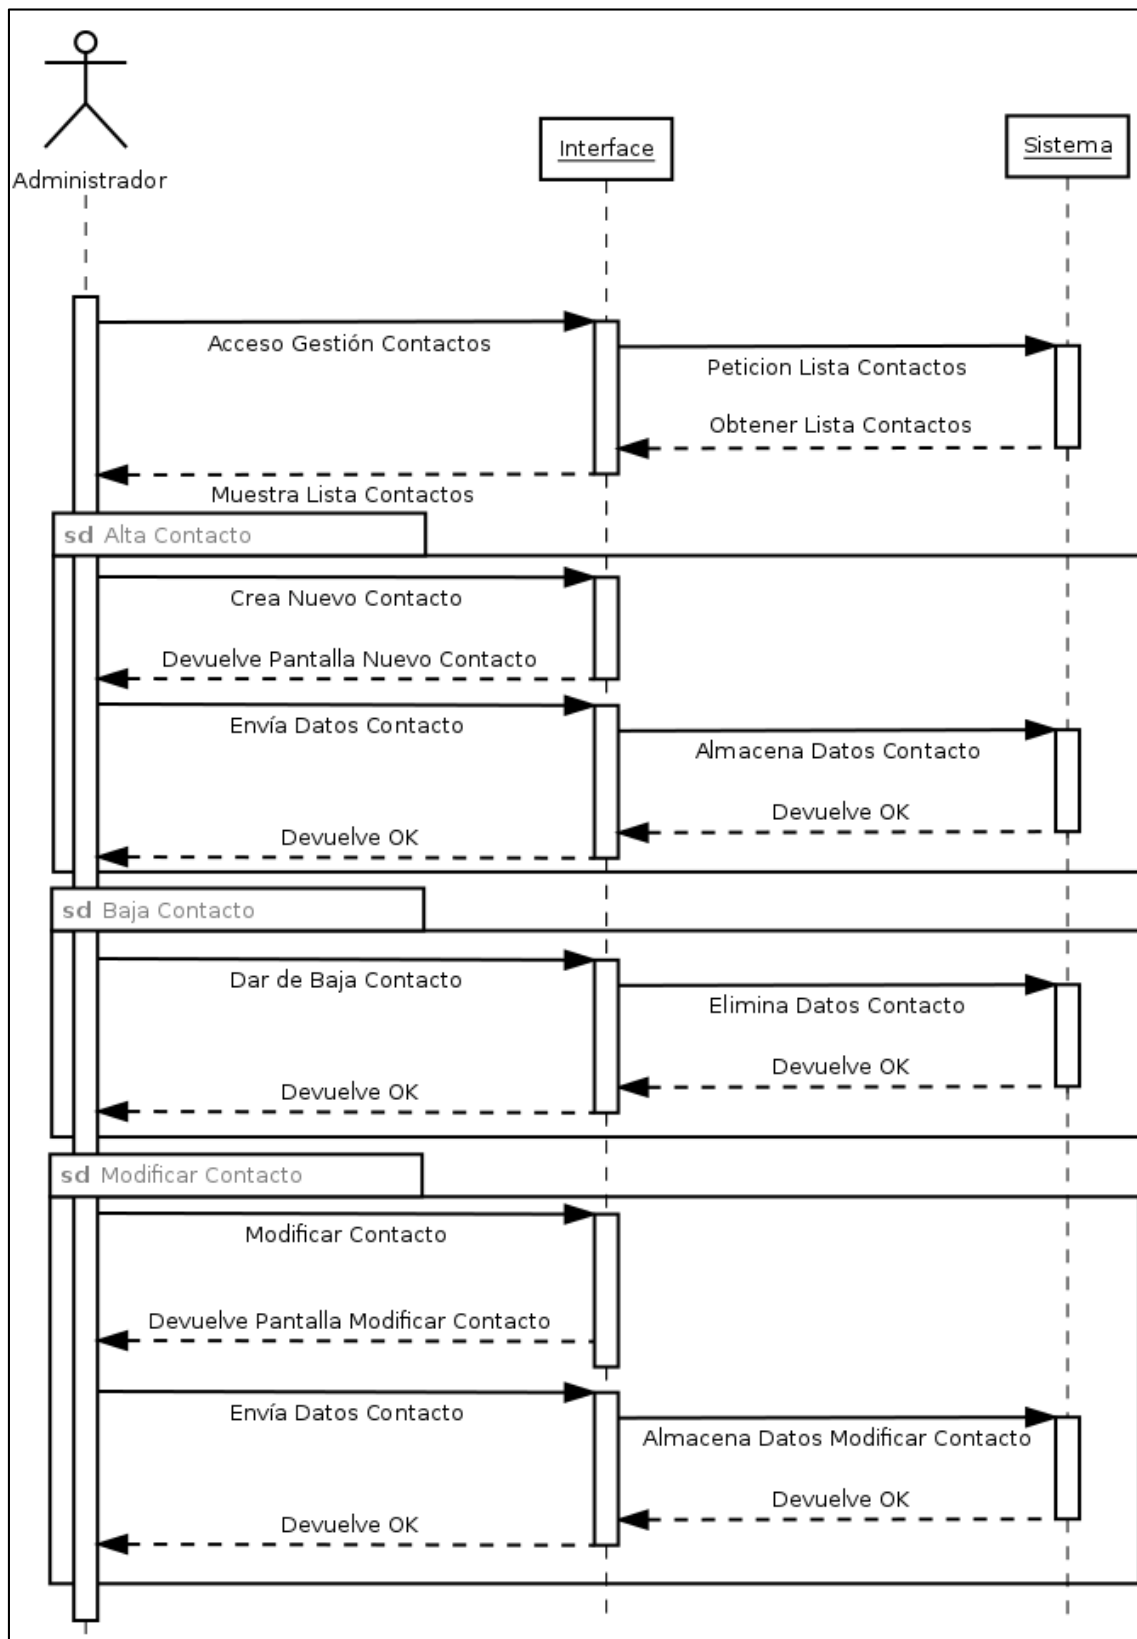 Administrador
Interface
Sistema
Acceso Gestión Contactos
Peticion Lista Contactos
Obtener Lista Contactos
Muestra Lista Contactos
sd Alta Contacto
Crea Nuevo Contacto
Devuelve Pantalla Nuevo Contacto
Envía Datos Contacto
Almacena Datos Contacto
Devuelve OK
Devuelve OK
sd Baja Contacto
Dar de Baja Contacto
Elimina Datos Contacto
Devuelve OK
Devuelve OK
sd Modificar Contacto
Modificar Contacto
Devuelve Pantalla Modificar Contacto
Envía Datos Contacto
Almacena Datos Modificar Contacto
Devuelve OK
Devuelve OK